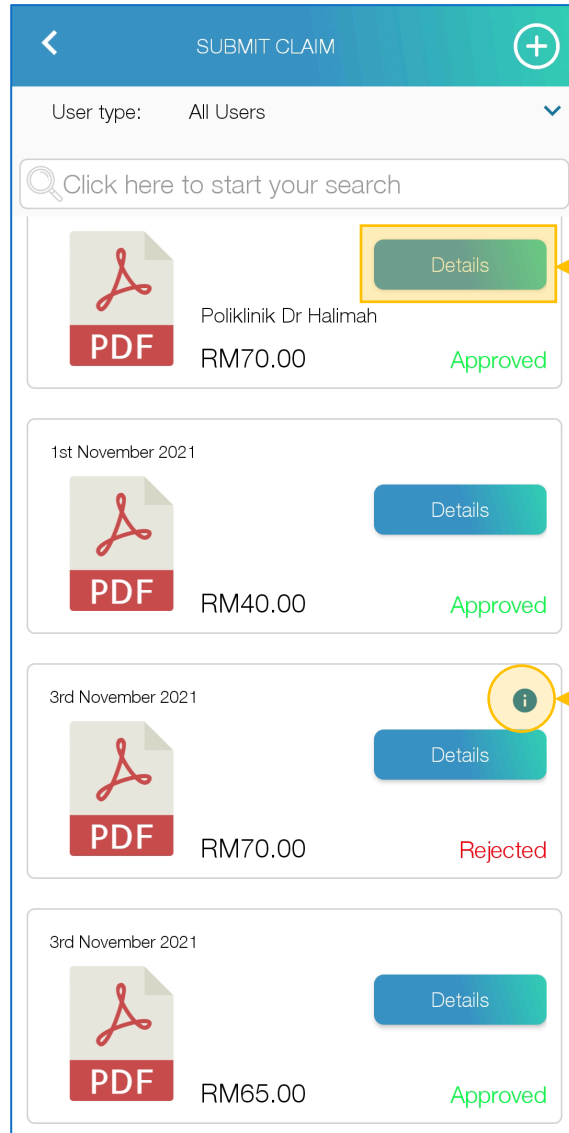 SUBMIT CLAIM
User type: All Users
Click here to start your search
Details
Poliklinik Dr Halimah
PDF
RM70.00
Approved
1st November 2021
Details
PDF
RM40.00
Approved
3rd November 2021
i
Details
PDF
RM70.00
Rejected
3rd November 2021
Details
PDF
RM65.00
Approved